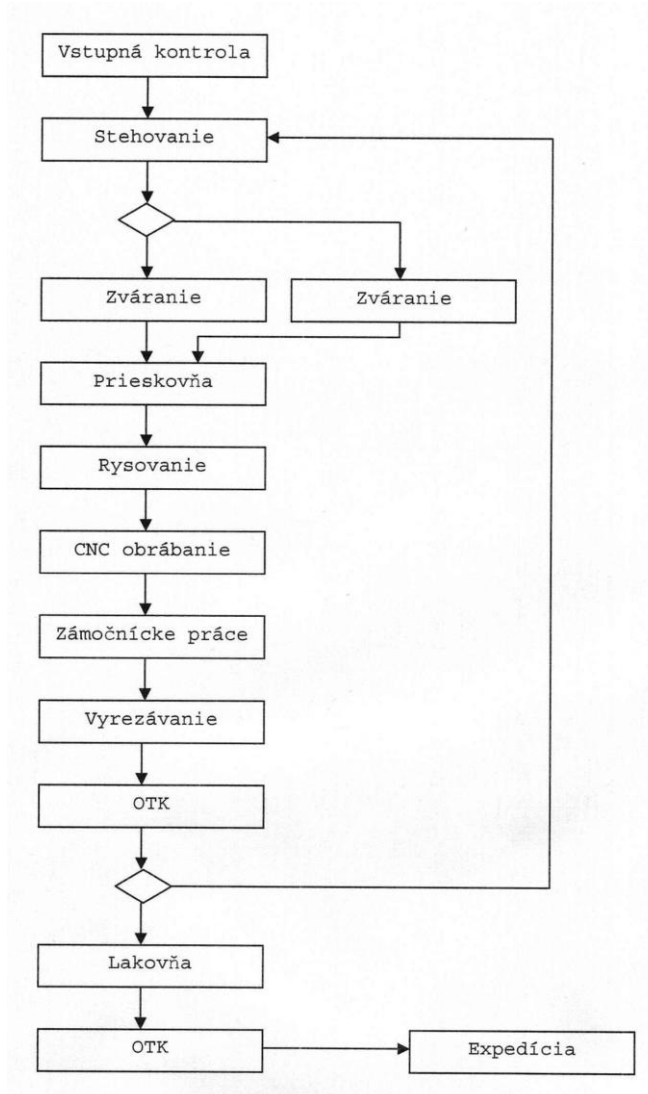 Vstupná kontrola
Stehovanie
Zváranie
Zváranie
Prieskovňa
Rysovanie
CNC obrábanie
Zámočnícke práce
Vyrezávanie
OTK
Lakovňa
OTK
Expedícia